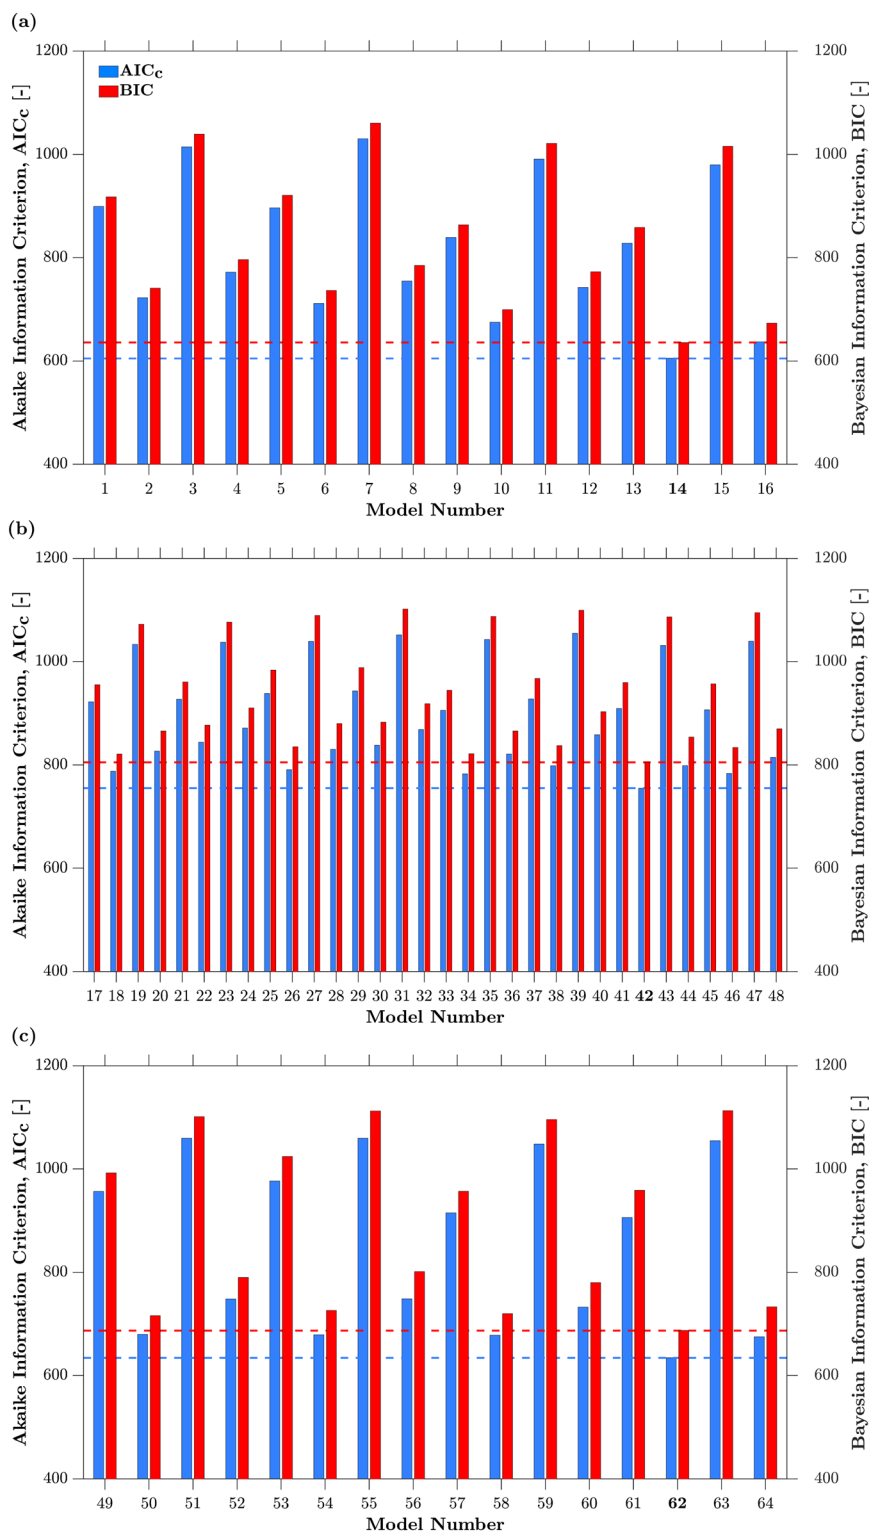 (a)
1200 1200
AICc
BIC
1000 1000
800 800
600 600
400 400
Akaike Information Criterion, AICc [-]
Bayesian Information Criterion, BIC [-]
1 2 3 4 5 6 7 8 9 10 11 12 13 14 15 16
Model Number
(b)
1200 1200
1000 1000
800 800
600 600
400 400
Akaike Information Criterion, AICc [-]
Bayesian Information Criterion, BIC [-]
17 18 19 20 21 22 23 24 25 26 27 28 29 30 31 32 33 34 35 36 37 38 39 40 41 42 43 44 45 46 47 48
Model Number
(c)
1200 1200
1000 1000
800 800
600 600
400 400
Akaike Information Criterion, AICc [-]
Bayesian Information Criterion, BIC [-]
49 50 51 52 53 54 55 56 57 58 59 60 61 62 63 64
Model Number